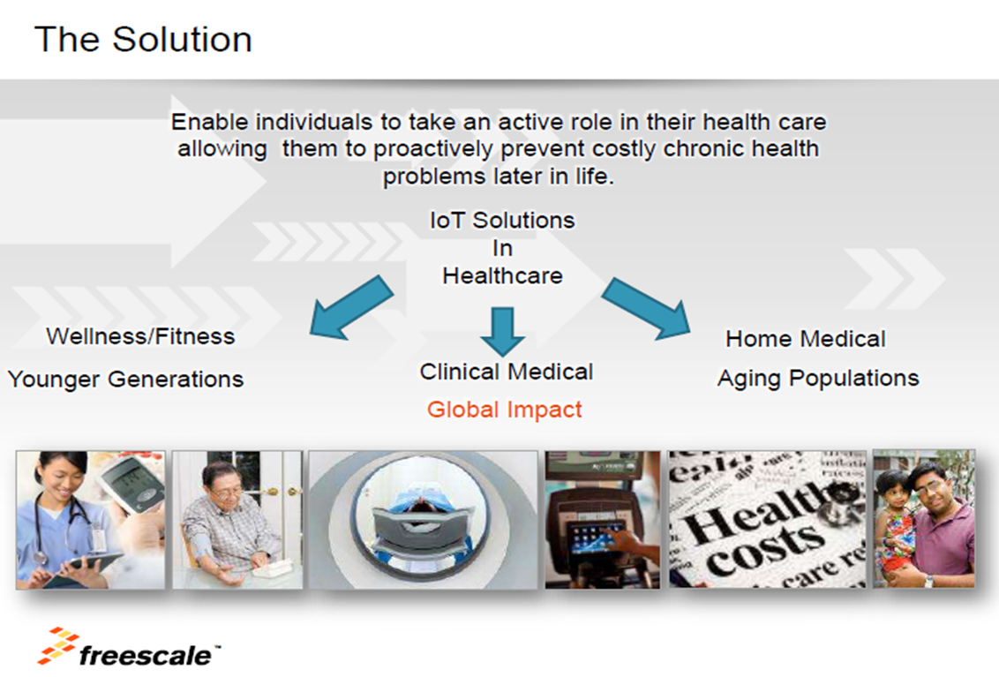 The Solution
Enable individuals to take an active role in their health care
allowing them to proactively prevent costly chronic health
problems later in life.
IoT Solutions
In
Healthcare
Wellness/Fitness
Younger Generations
Clinical Medical
Global Impact
Home Medical
Aging Populations
Health
costs
care
freescale™